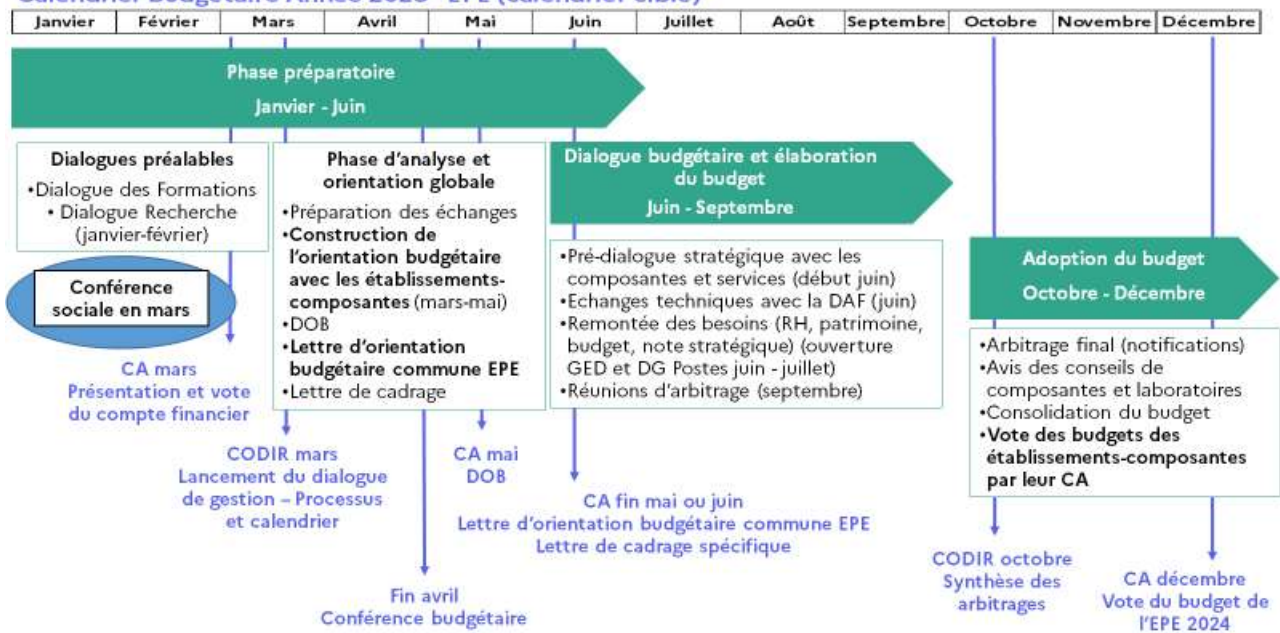 Calendrier Budgétaire Année 2023 - EPE (calendrier cible)
Janvier Février Mars Avril Mai Juin Juillet Août Septembre Octobre Novembre Décembre
Phase préparatoire
Janvier - Juin
Dialogues préalables
•Dialogue des Formations
• Dialogue Recherche
(janvier-février)
Conférence
sociale en mars
CA mars
Présentation et vote
du compte financier
Phase d'analyse et
orientation globale
•Préparation des échanges
•Construction de
l'orientation budgétaire
avec les établissements-
composantes (mars-mai)
•DOB
•Lettre d'orientation
budgétaire commune EPE
•Lettre de cadrage
CODIR mars
Lancement du dialogue
de gestion – Processus
et calendrier
Fin avril
Conférence budgétaire
CA mai
DOB
Dialogue budgétaire et élaboration
du budget
Juin - Septembre
•Pré-dialogue stratégique avec les
composantes et services (début juin)
•Echanges techniques avec la DAF (juin)
•Remontée des besoins (RH, patrimoine,
budget, note stratégique) (ouverture
GED et DG Postes juin - juillet)
•Réunions d'arbitrage (septembre)
CA fin mai ou juin
Lettre d'orientation budgétaire commune EPE
Lettre de cadrage spécifique
Adoption du budget
Octobre - Décembre
•Arbitrage final (notifications)
•Avis des conseils de
composantes et laboratoires
•Consolidation du budget
•Vote des budgets des
établissements-composantes
par leur CA
CODIR octobre
Synthèse des
arbitrages
CA décembre
Vote du budget de
l'EPE 2024